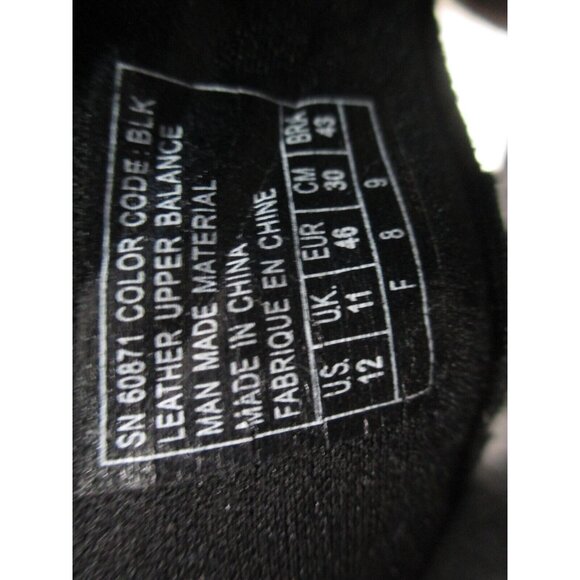 SN 60871 COLOR CODE: BLK
LEATHER UPPER BALANCE
MAN MADE MATERIAL
MADE IN CHINA
FABRIQUE EN CHINE
US. UK. EUR CM BRA
12 11 46 30 43
F 8 9